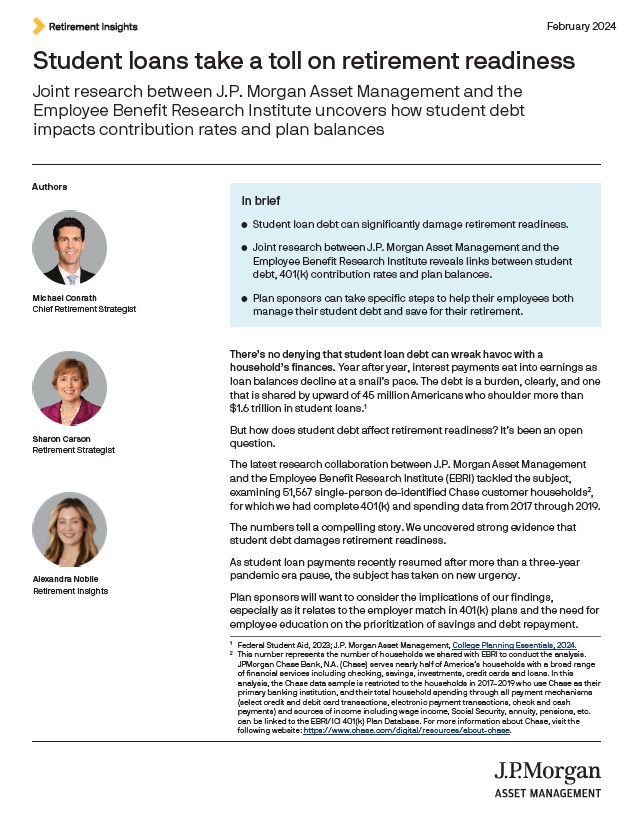 Retirement Insights
February 2024
Student loans take a toll on retirement readiness
Joint research between J.P. Morgan Asset Management and the
Employee Benefit Research Institute uncovers how student debt
impacts contribution rates and plan balances
Authors
Michael Conrath
Chief Retirement Strategist
Sharon Carson
Retirement Strategist
Alexandra Nobile
Retirement Insights
In brief
● Student loan debt can significantly damage retirement readiness.
● Joint research between J.P. Morgan Asset Management and the
Employee Benefit Research Institute reveals links between student
debt, 401(k) contribution rates and plan balances.
● Plan sponsors can take specific steps to help their employees both
manage their student debt and save for their retirement.
There's no denying that student loan debt can wreak havoc with a
household's finances. Year after year, interest payments eat into earnings as
loan balances decline at a snail's pace. The debt is a burden, clearly, and one
that is shared by upward of 45 million Americans who shoulder more than
$1.6 trillion in student loans.¹
But how does student debt affect retirement readiness? It's been an open
question.
The latest research collaboration between J.P. Morgan Asset Management
and the Employee Benefit Research Institute (EBRI) tackled the subject,
examining 51,567 single-person de-identified Chase customer households²,
for which we had complete 401(k) and spending data from 2017 through 2019.
The numbers tell a compelling story. We uncovered strong evidence that
student debt damages retirement readiness.
As student loan payments recently resumed after more than a three-year
pandemic era pause, the subject has taken on new urgency.
Plan sponsors will want to consider the implications of our findings,
especially as it relates to the employer match in 401(k) plans and the need for
employee education on the prioritization of savings and debt repayment.
¹ Federal Student Aid, 2023; J.P. Morgan Asset Management, College Planning Essentials, 2024.
² This number represents the number of households we shared with EBRI to conduct the analysis.
JPMorgan Chase Bank, N.A. (Chase) serves nearly half of America's households with a broad range
of financial services including checking, savings, investments, credit cards and loans. In this
analysis, the Chase data sample is restricted to the households in 2017–2019 who use Chase as their
primary banking institution, and their total household spending through all payment mechanisms
(select credit and debit card transactions, electronic payment transactions, check and cash
payments) and sources of income including wage income, Social Security, annuity, pensions, etc.
can be linked to the EBRI/ICI 401(k) Plan Database. For more information about Chase, visit the
following website: https://www.chase.com/digital/resources/about-chase.
J.P.Morgan
ASSET MANAGEMENT